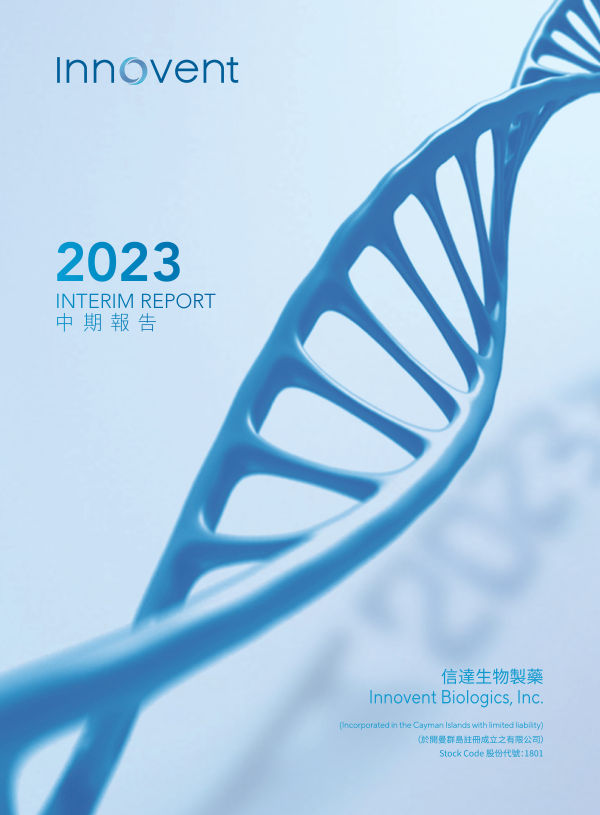 Innovent
2023
INTERIM REPORT
中期報告
2023
信達生物製藥
Innovent Biologics, Inc.
(Incorporated in the Cayman Islands with limited liability)
(於開曼群島註冊成立之有限公司)
Stock Code 股份代號：1801